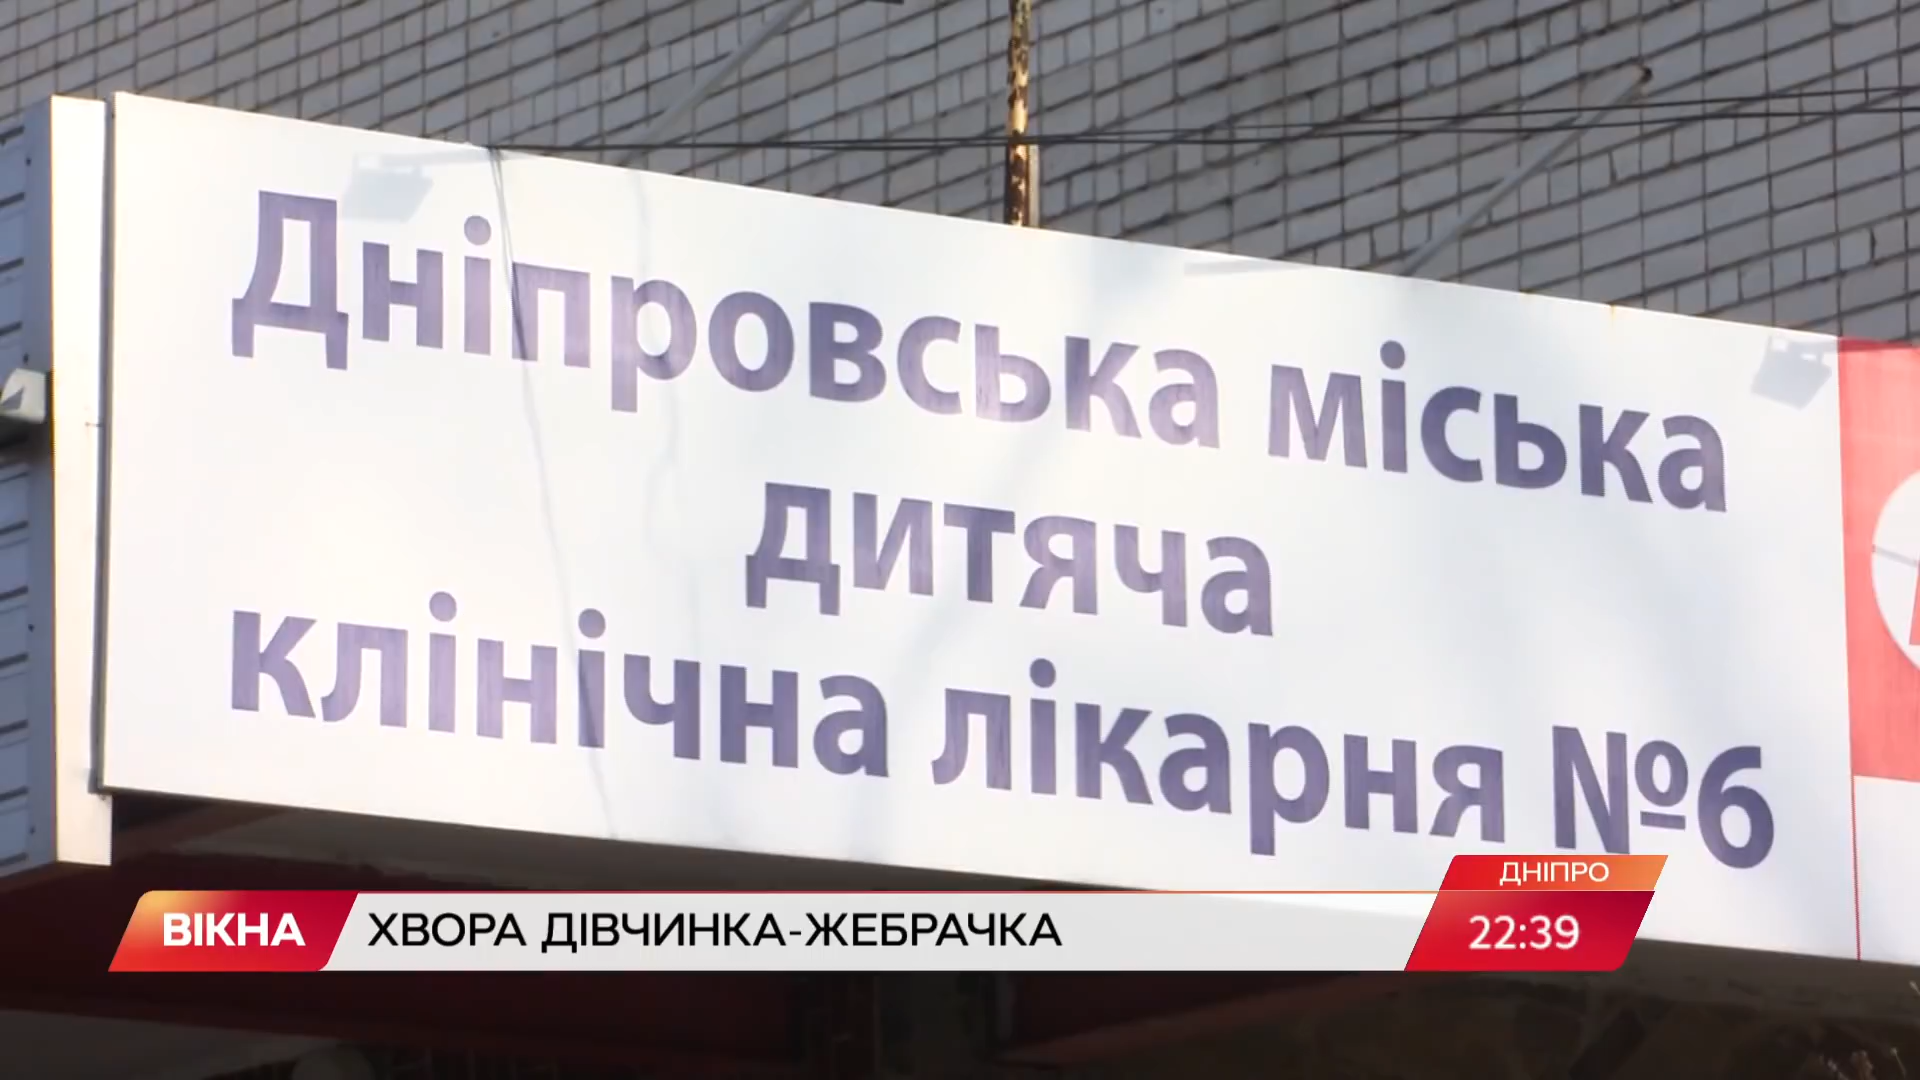 Дніпровська міська
дитяча
клінічна лікарня №6
ДНІПРО
ВІКНА
ХВОРА ДІВЧИНКА-ЖЕБРАЧКА
22:39